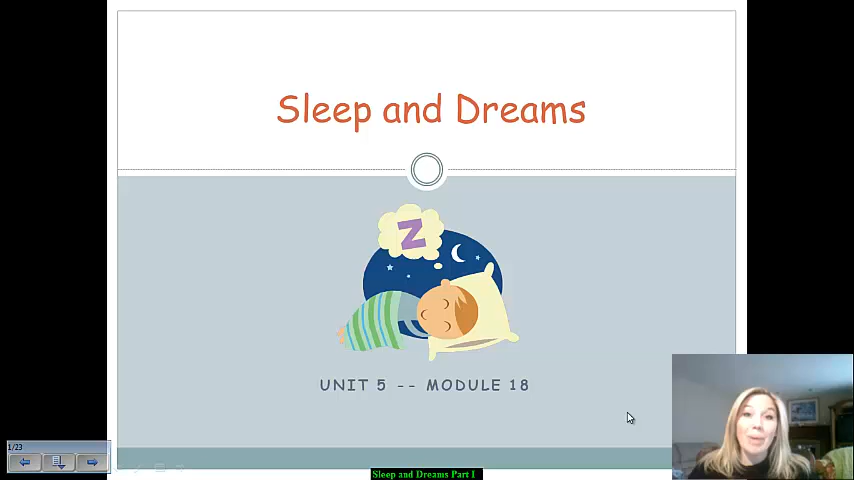 Sleep and Dreams
Z
UNIT 5 -- MODULE 18
1/23
Sleep and Dreams Part I